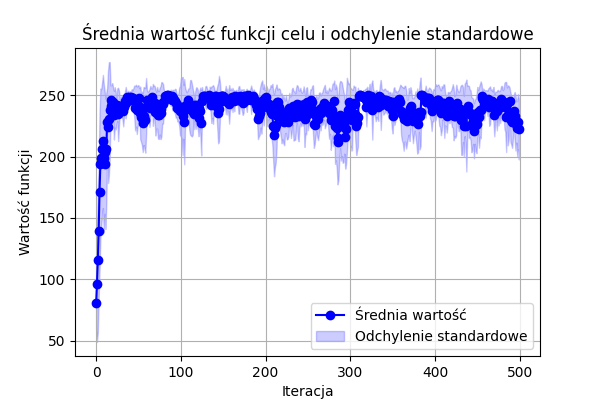 Średnia wartość funkcji celu i odchylenie standardowe
Wartość funkcji
250
200
150
100
50
0
100
200
300
400
500
Iteracja
Średnia wartość
Odchylenie standardowe